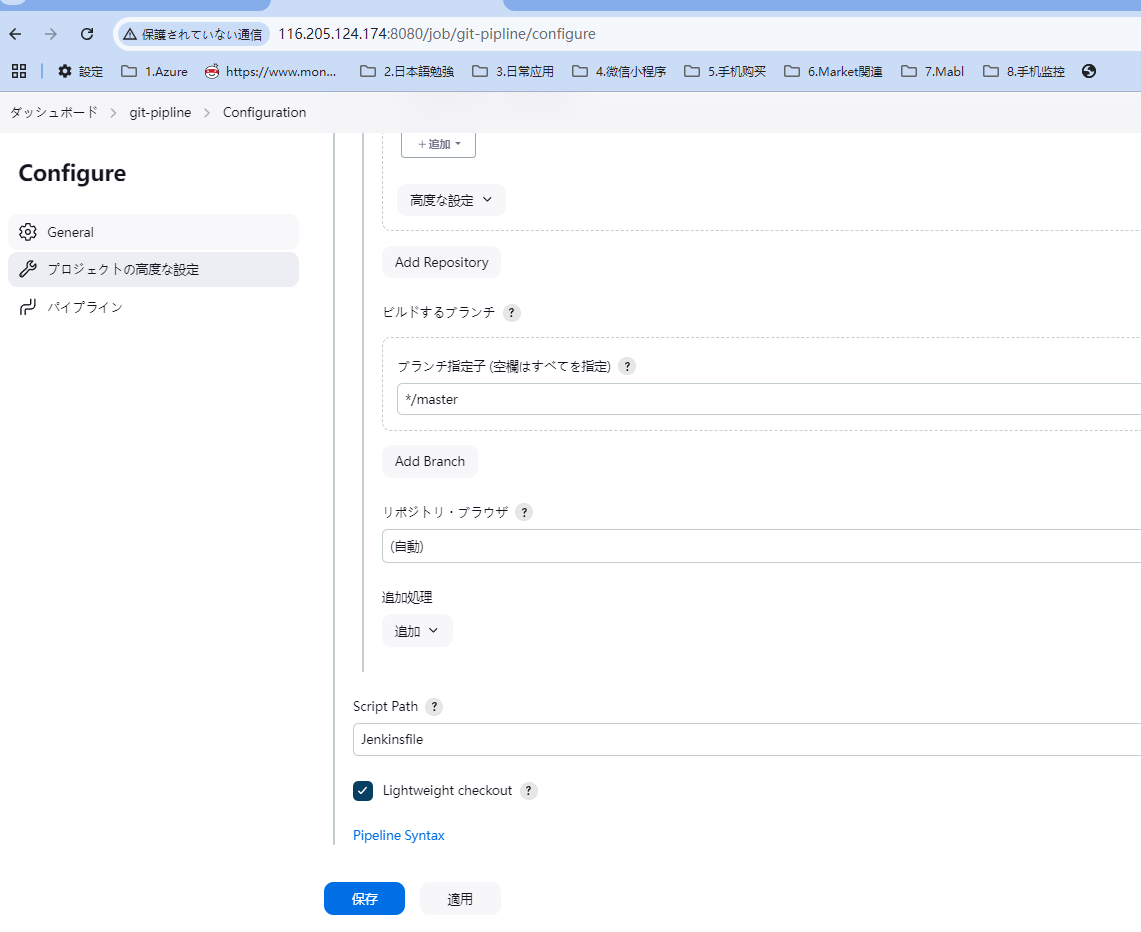 保護されていない通信 116.205.124.174:8080/job/git-pipline/configure
設定 1.Azure https://www.mon... 2.日本語勉強 3.日常应用 4.微信小程序 5.手机购买 6.Market関連 7.Mabl 8.手机监控
ダッシュボード > git-pipline > Configuration
Configure
General
プロジェクトの高度な設定
パイプライン
+ 追加
高度な設定
Add Repository
ビルドするブランチ ?
ブランチ指定子 (空欄はすべてを指定) ?
*/master
Add Branch
リポジトリ・ブラウザ ?
(自動)
追加処理
追加
Script Path ?
Jenkinsfile
Lightweight checkout ?
Pipeline Syntax
保存 適用